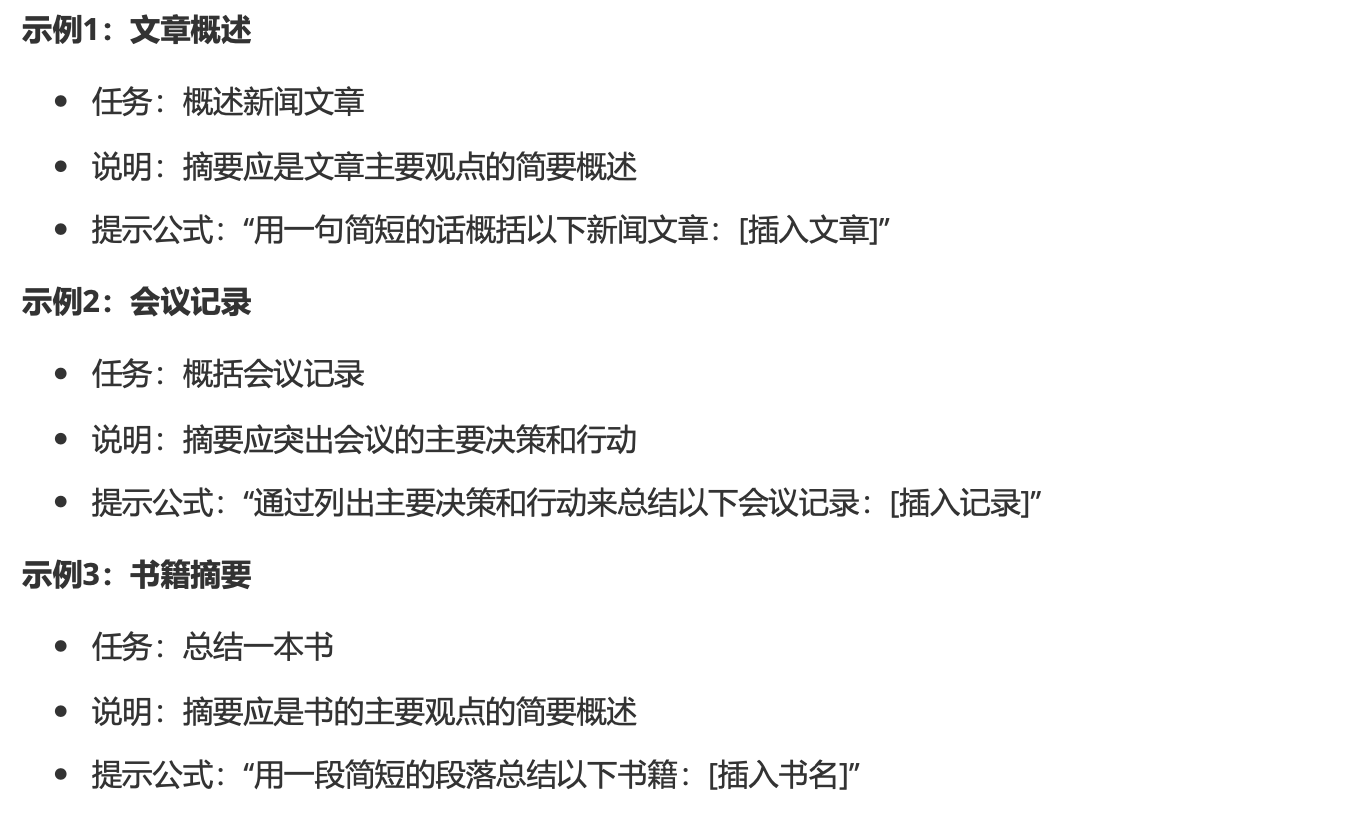 示例1：文章概述
• 任务：概述新闻文章
• 说明：摘要应是文章主要观点的简要概述
• 提示公式：“用一句简短的话概括以下新闻文章：[插入文章]”
示例2：会议记录
• 任务：概括会议记录
• 说明：摘要应突出会议的主要决策和行动
• 提示公式：“通过列出主要决策和行动来总结以下会议记录：[插入记录]”
示例3：书籍摘要
• 任务：总结一本书
• 说明：摘要应是书的主要观点的简要概述
• 提示公式：“用一段简短的段落总结以下书籍：[插入书名]”